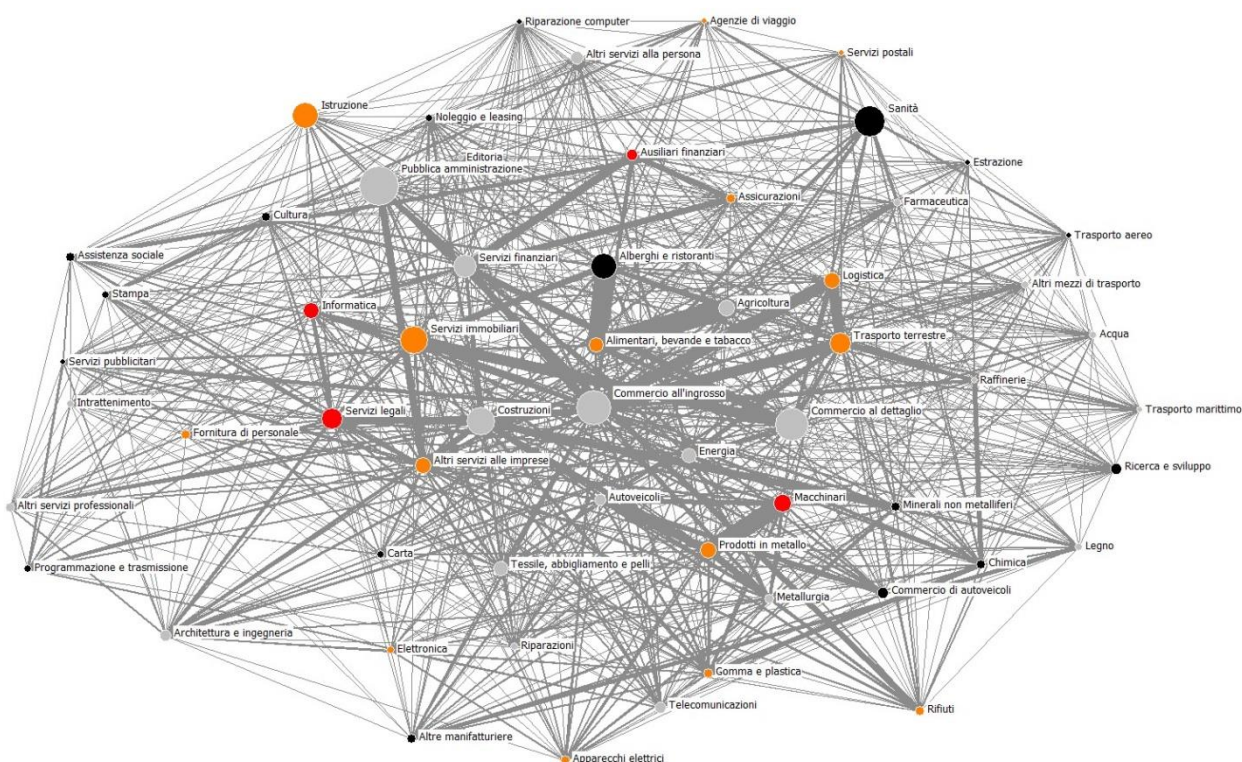 Riparazione computer
Agenzie di viaggio
Altri servizi alla persona
Servizi postali
Istruzione
Sanità
Noleggio e leasing
Ausiliari finanziari
Editoria
Pubblica amministrazione
Estrazione
Assicurazioni
Farmaceutica
Cultura
Trasporto aereo
Assistenza sociale
Servizi finanziari
Alberghi e ristoranti
Logistica
Altri mezzi di trasporto
Stampa
Informatica
Agricoltura
Servizi immobiliari
Alimentari, bevande e tabacco
Trasporto terrestre
Acqua
Servizi pubblicitari
Raffinerie
Commercio all'ingrosso
Intrattenimento
Trasporto marittimo
Servizi legali
Costruzioni
Commercio al dettaglio
Fornitura di personale
Energia
Altri servizi alle imprese
Ricerca e sviluppo
Autoveicoli
Macchinari
Altri servizi professionali
Minerali non metalliferi
Prodotti in metallo
Legno
Carta
Programmazione e trasmissione
Tessile, abbigliamento e pelli
Chimica
Commercio di autoveicoli
Metallurgia
Architettura e ingegneria
Riparazioni
Elettronica
Gomma e plastica
Telecomunicazioni
Rifiuti
Altre manifatturiere
Apparecchi elettrici